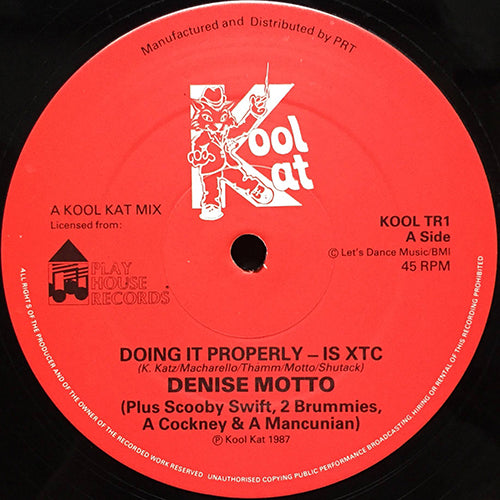 Manufactured and Distributed by PRT
Kool
Kat
A KOOL KAT MIX
Licensed from:
PLAY
HOUSE
RECORDS
KOOL TR1
A Side
© Let's Dance Music/BMI
45 RPM
DOING IT PROPERLY – IS XTC
(K. Katz/Macharello/Thamm/Motto/Shutack)
DENISE MOTTO
(Plus Scooby Swift, 2 Brummies,
A Cockney & A Mancunian)
℗ Kool Kat 1987
ALL RIGHTS OF THE PRODUCER AND OF THE OWNER OF THE RECORDED WORK RESERVED · UNAUTHORISED COPYING PUBLIC PERFORMANCE BROADCASTING, HIRING OR RENTAL OF THIS RECORDING PROHIBITED